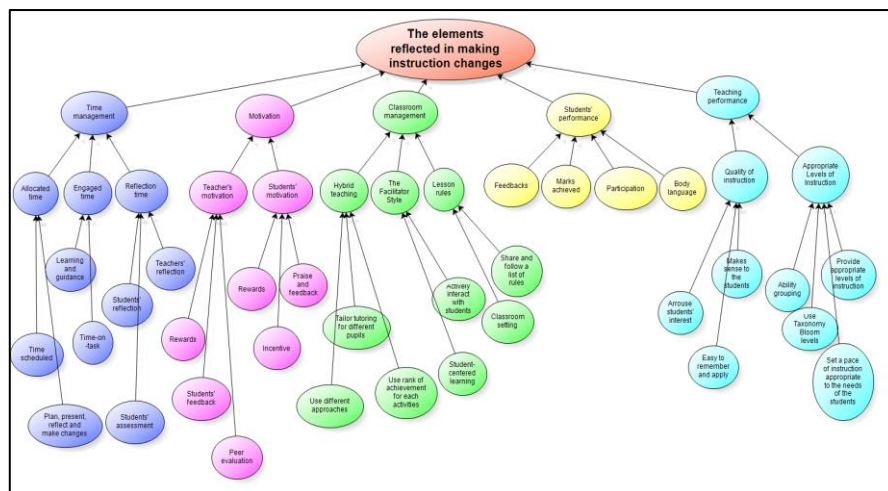 The elements
reflected in making
instruction changes
Time
management
Motivation
Classroom
management
Students'
performance
Teaching
performance
Allocated
time
Engaged
time
Reflection
time
Teacher's
motivation
Students'
motivation
Hybrid
teaching
The
Facilitator
Style
Lesson
rules
Feedbacks
Marks
achieved
Participation
Body
language
Quality of
instruction
Appropriate
Levels of
Instruction
Learning
and
guidance
Teachers'
reflection
Students'
reflection
Time
scheduled
Time-on
-task
Plan, present,
reflect and
make changes
Students'
assessment
Rewards
Praise
and
feedback
Rewards
Incentive
Students'
feedback
Peer
evaluation
Tailor tutoring
for different
pupils
Use different
approaches
Use rank of
achievement
for each
activities
Actively
interact with
students
Student-
centered
learning
Share and
follow a
list of
rules
Classroom
setting
Arrouse
students'
interest
Makes
sense to
the
students
Easy to
remember
and apply
Ability
grouping
Use
Taxonomy
Bloom
levels
Provide
appropriate
levels of
instruction
Set a pace
of instruction
appropriate
to the needs
of the
students